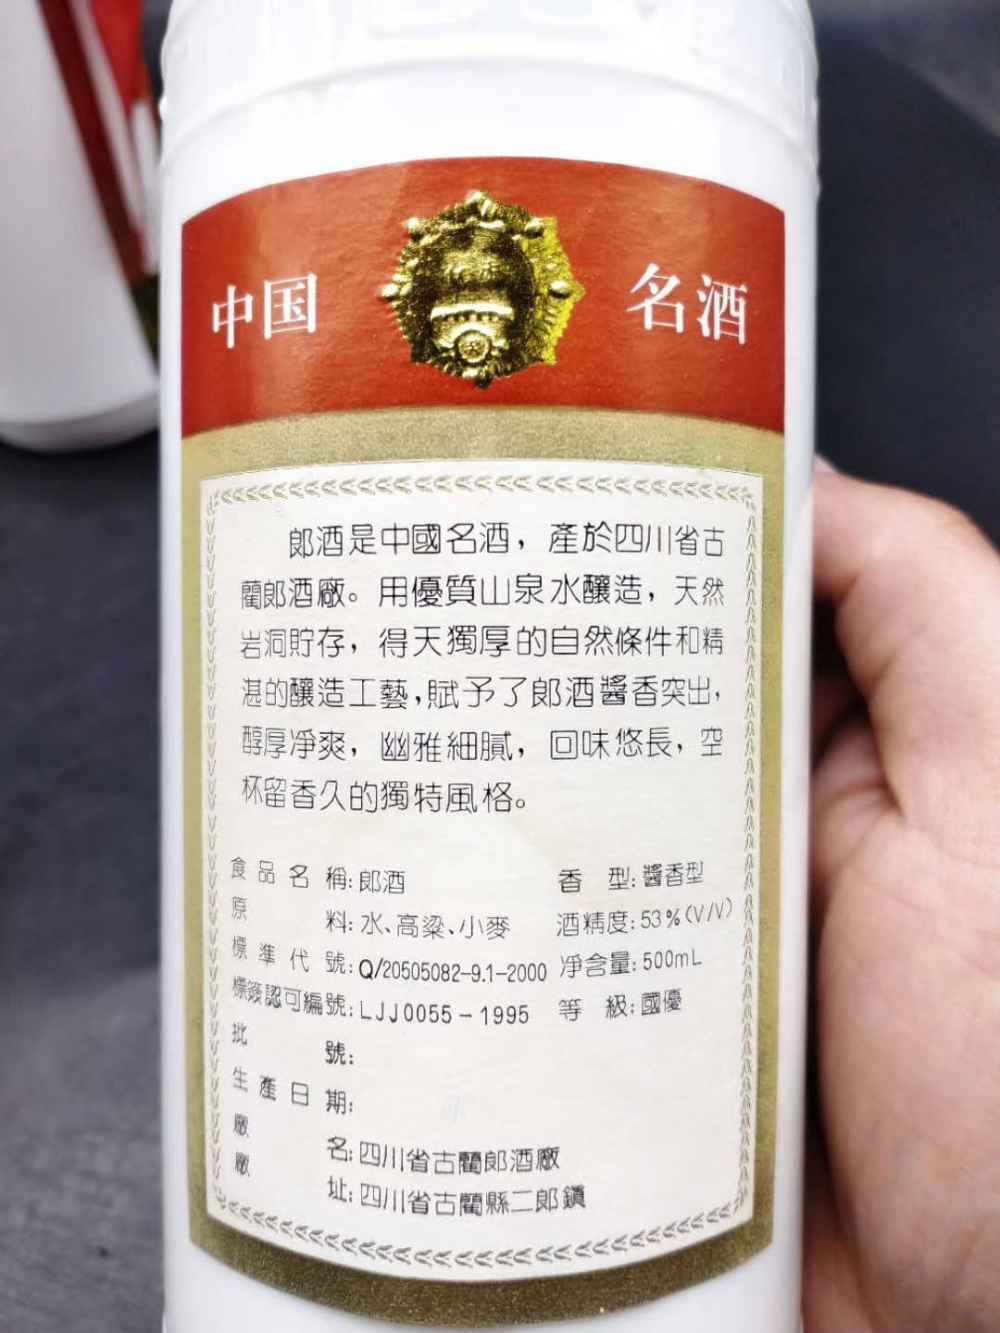 中国 名酒
郎酒是中國名酒，產於四川省古
藺郎酒廠。用優質山泉水釀造，天然
岩洞貯存，得天獨厚的自然條件和精
湛的釀造工藝，賦予了郎酒醬香突出，
醇厚凈爽，幽雅細膩，回味悠長，空
杯留香久的獨特風格。
食品名稱：郎酒 香型：醬香型
原料：水、高粱、小麥 酒精度：53%(V/V)
標準代號：Q/20505082-9.1-2000 凈含量：500mL
標簽認可編號：LJJ0055-1995 等級：國優
批號：
生產日期：
廠名：四川省古藺郎酒廠
廠址：四川省古藺縣二郎鎮